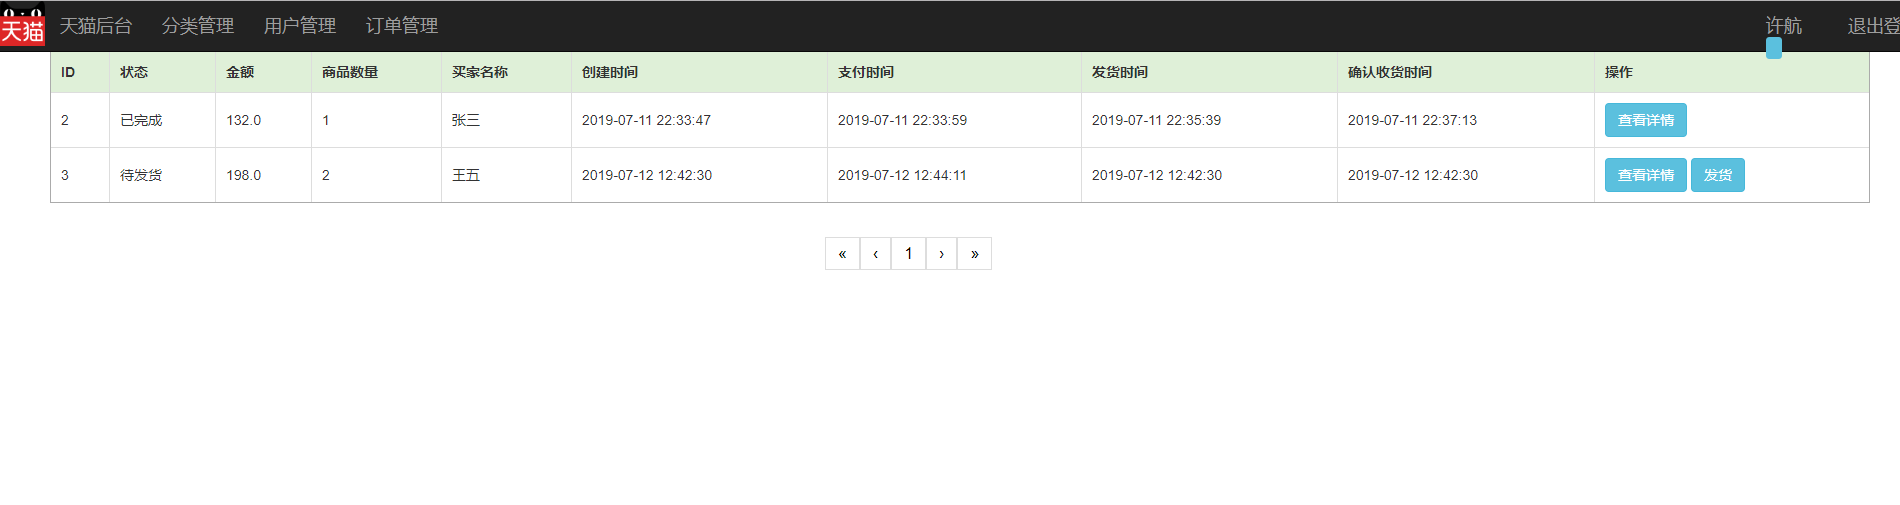 天猫 天猫后台 分类管理 用户管理 订单管理 许航 退出登
ID 状态 金额 商品数量 买家名称 创建时间 支付时间 发货时间 确认收货时间 操作
2 已完成 132.0 1 张三 2019-07-11 22:33:47 2019-07-11 22:33:59 2019-07-11 22:35:39 2019-07-11 22:37:13 查看详情
3 待发货 198.0 2 王五 2019-07-12 12:42:30 2019-07-12 12:44:11 2019-07-12 12:42:30 2019-07-12 12:42:30 查看详情 发货
« ‹ 1 › »